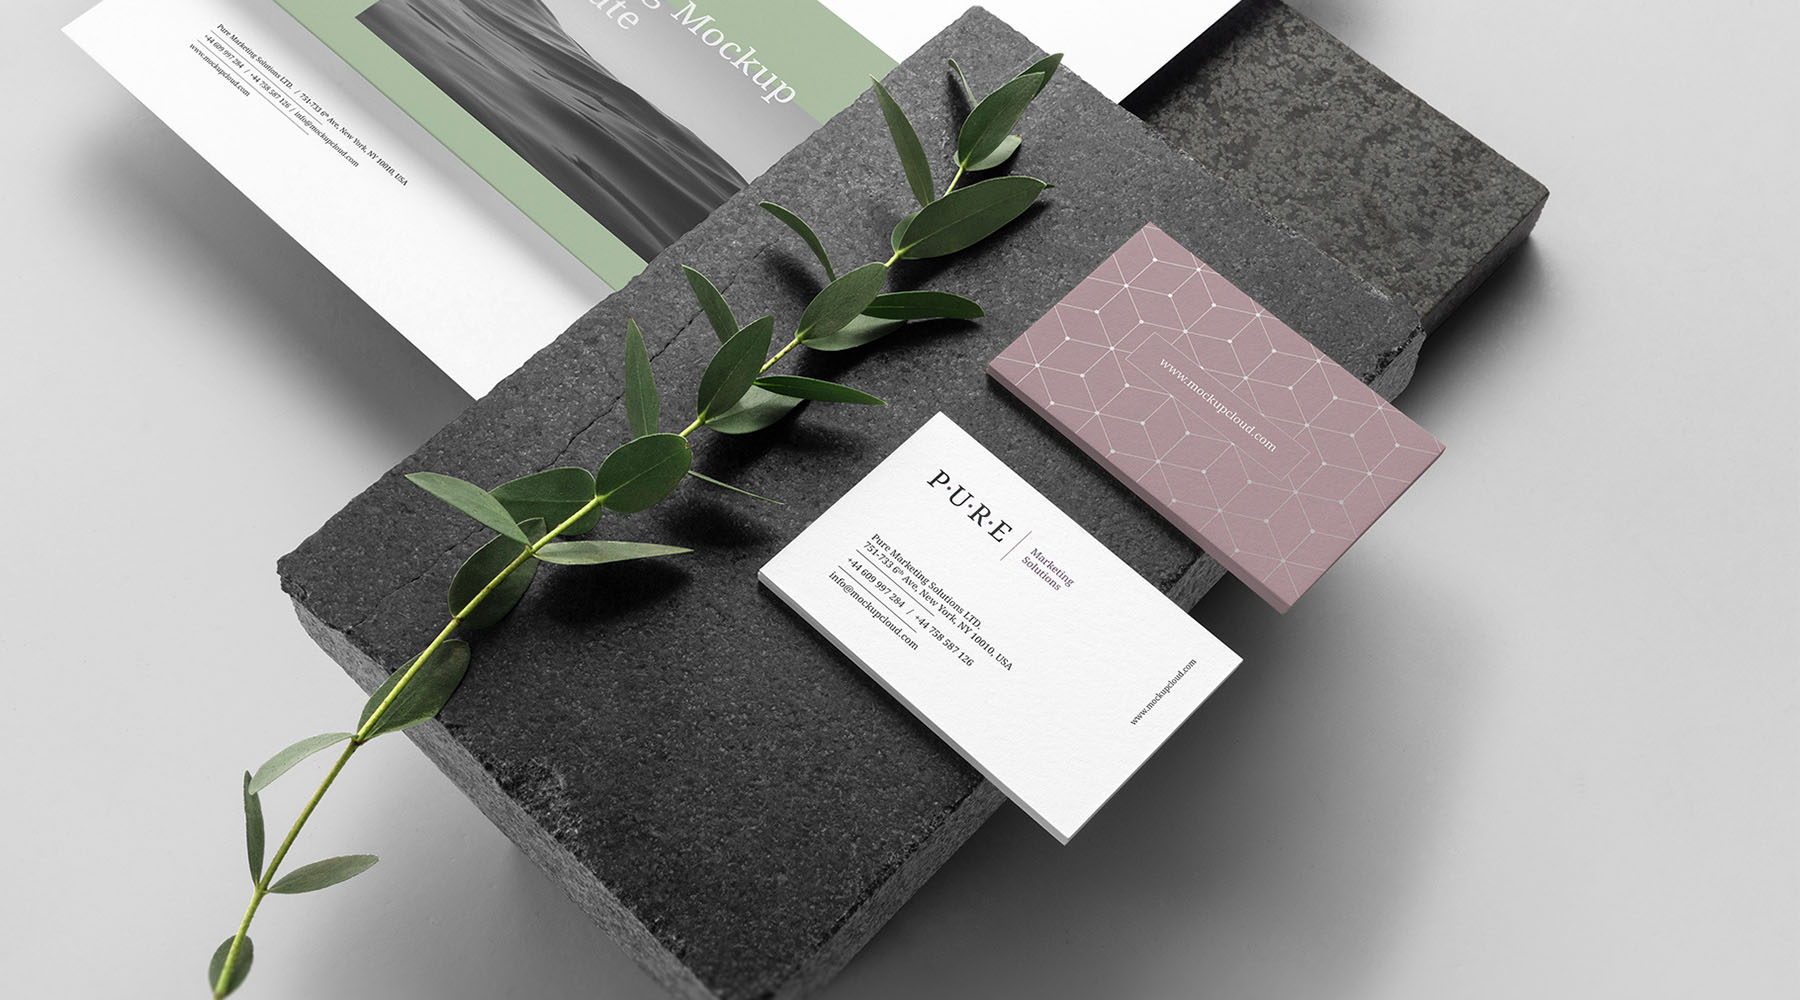 Mockup
Pure Marketing Solutions LTD. / 751-733 6th Ave, New York, NY 10010, USA
+44 609 997 284 / +44 758 587 126 / info@mockupcloud.com
www.mockupcloud.com
www.mockupcloud.com
P·U·R·E
Marketing
Solutions
Pure Marketing Solutions LTD.
751-733 6th Ave, New York, NY 10010, USA
+44 609 997 284 / +44 758 587 126
info@mockupcloud.com
www.mockupcloud.com